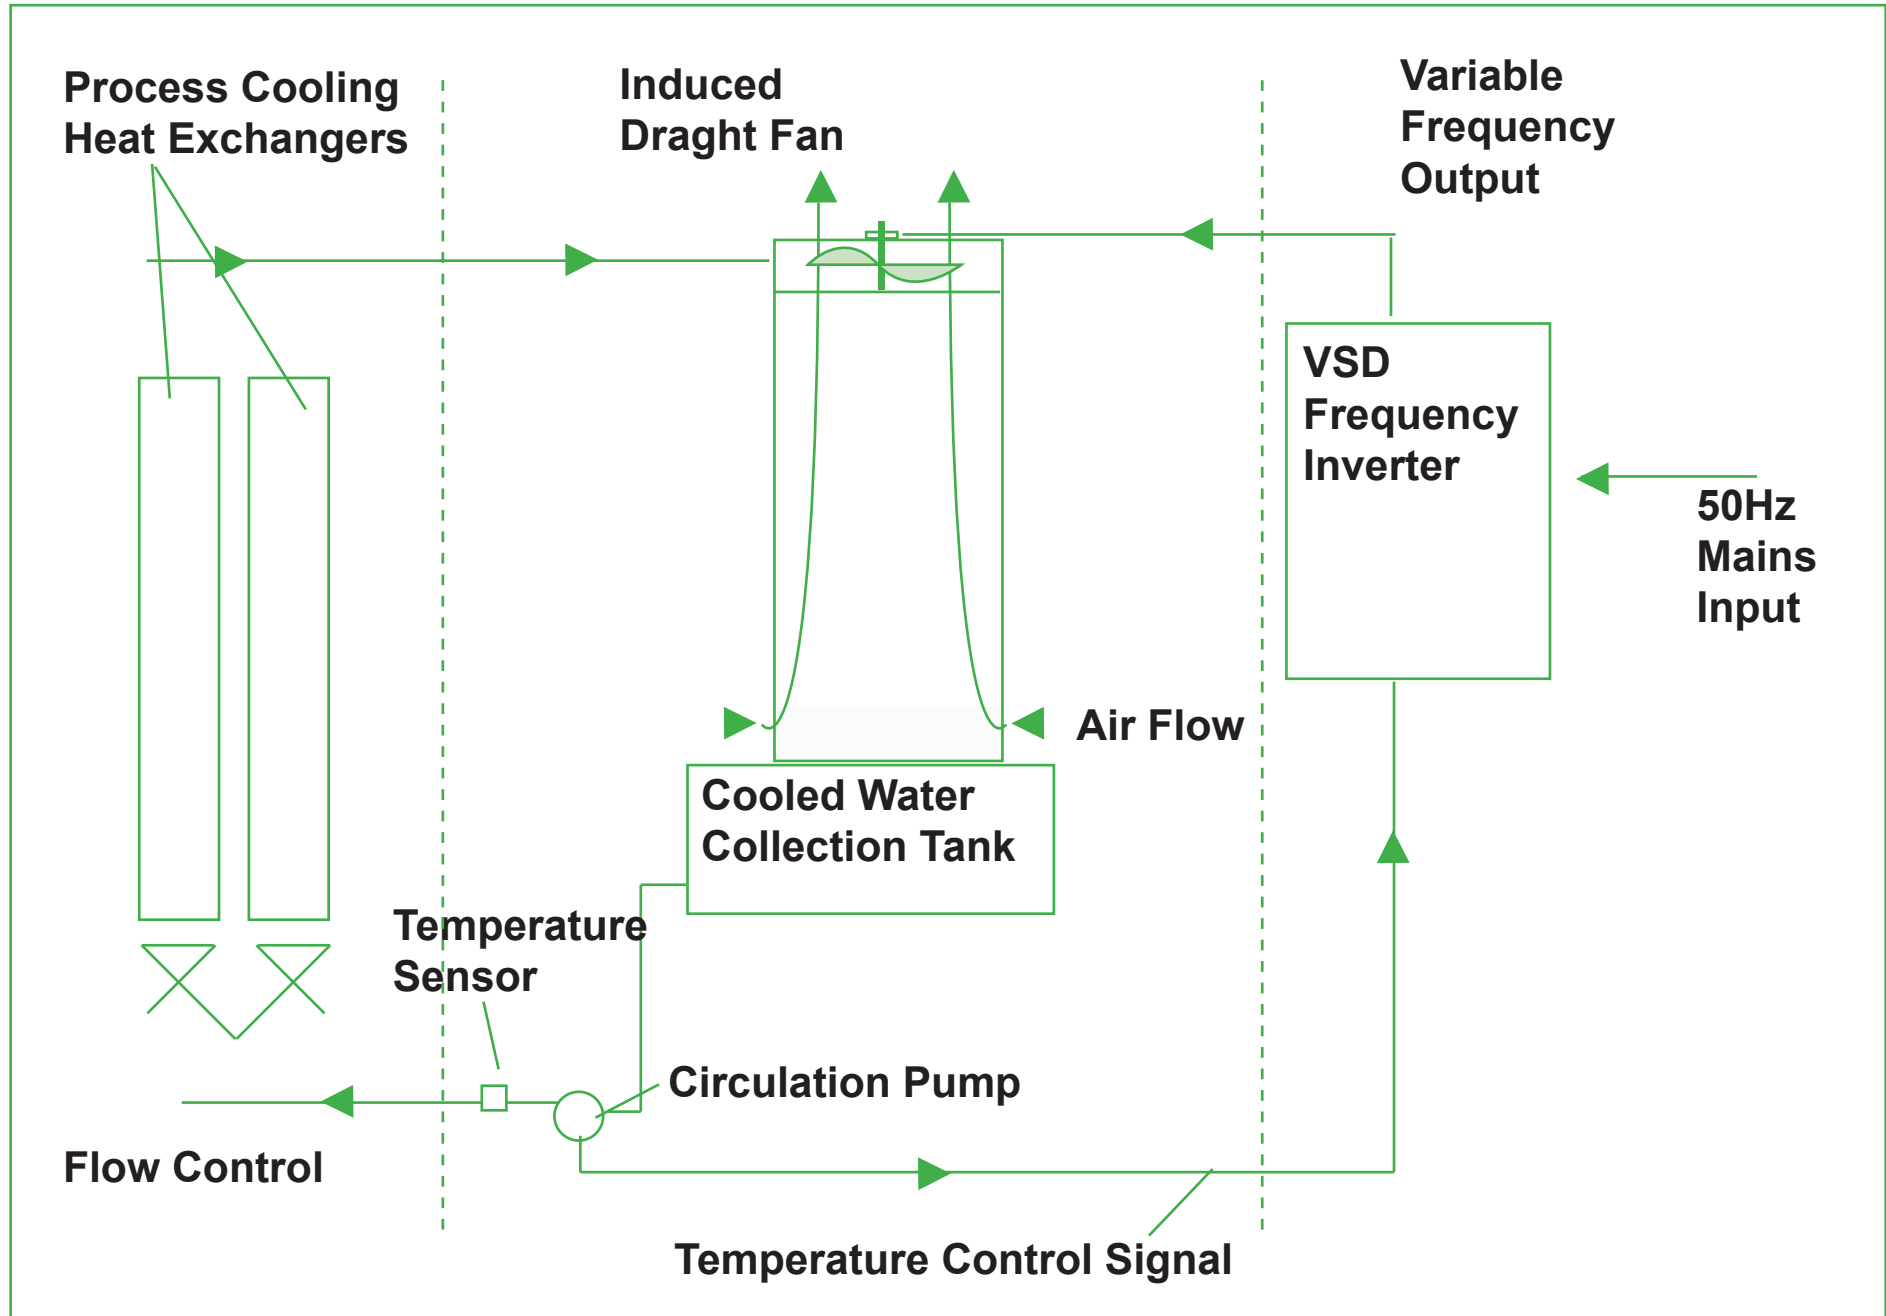 Process Cooling
Heat Exchangers
Induced
Draght Fan
Variable
Frequency
Output
VSD
Frequency
Inverter
50Hz
Mains
Input
Air Flow
Cooled Water
Collection Tank
Temperature
Sensor
Circulation Pump
Flow Control
Temperature Control Signal